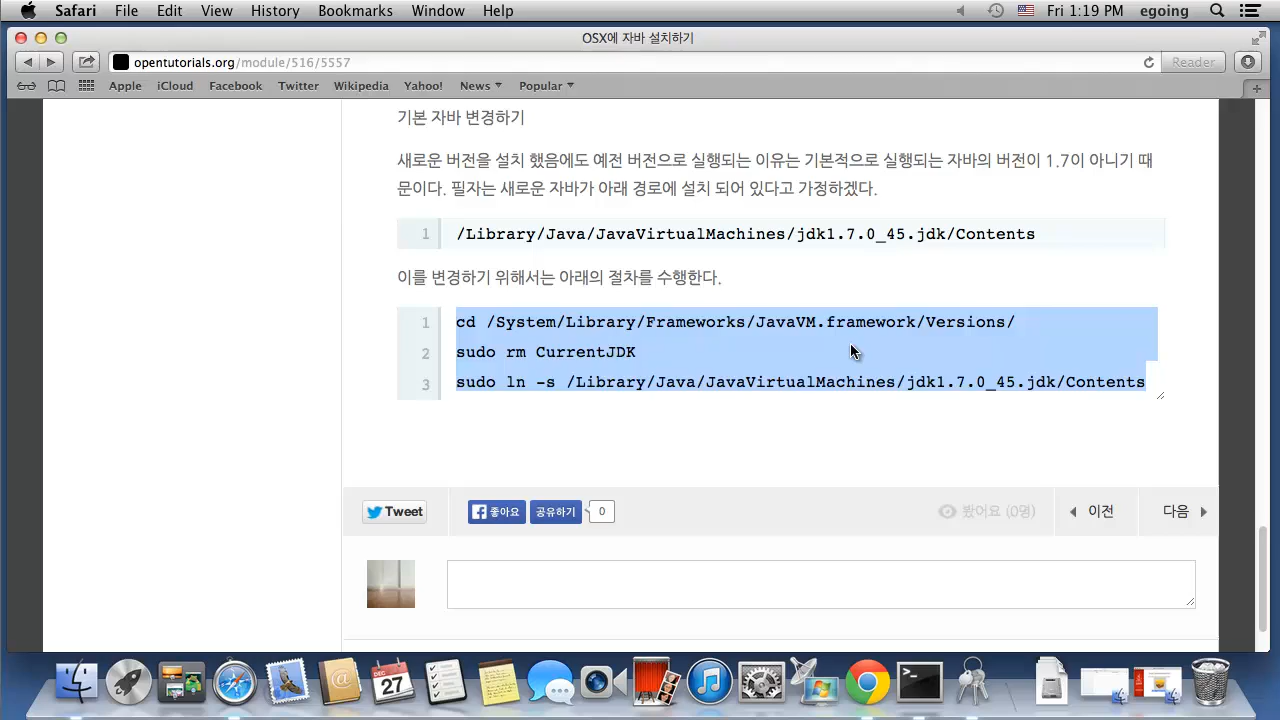 Safari File Edit View History Bookmarks Window Help Fri 1:19 PM egoing
OSX에 자바 설치하기
opentutorials.org/module/516/5557 Reader
Apple iCloud Facebook Twitter Wikipedia Yahoo! News Popular
기본 자바 변경하기
새로운 버전을 설치 했음에도 예전 버전으로 실행되는 이유는 기본적으로 실행되는 자바의 버전이 1.7이 아니기 때
문이다. 필자는 새로운 자바가 아래 경로에 설치 되어 있다고 가정하겠다.
1 /Library/Java/JavaVirtualMachines/jdk1.7.0_45.jdk/Contents
이를 변경하기 위해서는 아래의 절차를 수행한다.
1 cd /System/Library/Frameworks/JavaVM.framework/Versions/
2 sudo rm CurrentJDK
3 sudo ln -s /Library/Java/JavaVirtualMachines/jdk1.7.0_45.jdk/Contents
Tweet 좋아요 공유하기 0 봤어요 (0명) 이전 다음
27